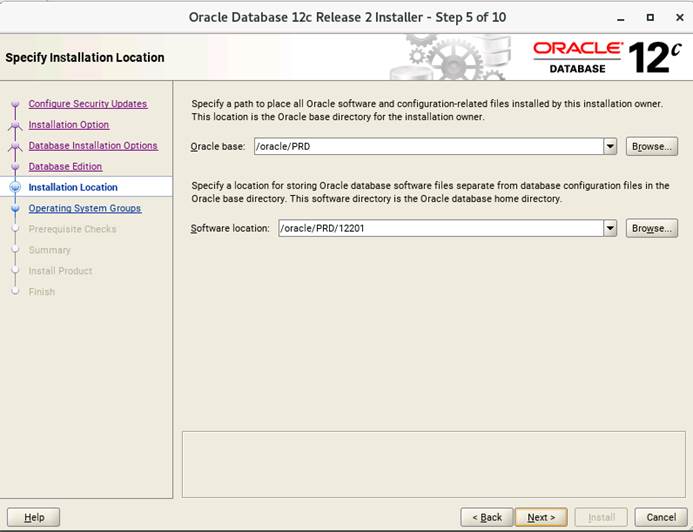 Oracle Database 12c Release 2 Installer - Step 5 of 10
Specify Installation Location
ORACLE®
DATABASE
12c
Configure Security Updates
Installation Option
Database Installation Options
Database Edition
Installation Location
Operating System Groups
Prerequisite Checks
Summary
Install Product
Finish
Specify a path to place all Oracle software and configuration-related files installed by this installation owner.
This location is the Oracle base directory for the installation owner.
Oracle base: /oracle/PRD Browse...
Specify a location for storing Oracle database software files separate from database configuration files in the
Oracle base directory. This software directory is the Oracle database home directory.
Software location: /oracle/PRD/12201 Browse...
Help < Back Next > Install Cancel